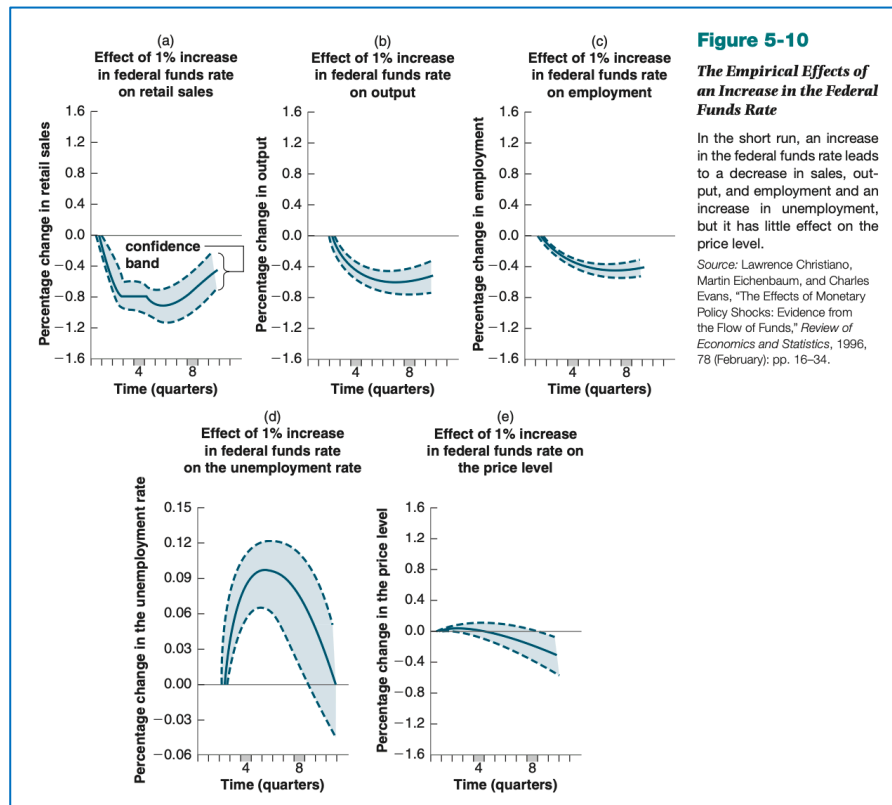 (a)
Effect of 1% increase
in federal funds rate
on retail sales
Percentage change in retail sales
1.6
1.2
0.8
0.4
0.0
−0.4
−0.8
−1.2
−1.6
confidence
band
4
8
Time (quarters)
(b)
Effect of 1% increase
in federal funds rate
on output
Percentage change in output
1.6
1.2
0.8
0.4
0.0
−0.4
−0.8
−1.2
−1.6
4
8
Time (quarters)
(c)
Effect of 1% increase
in federal funds rate
on employment
Percentage change in employment
1.6
1.2
0.8
0.4
0.0
−0.4
−0.8
−1.2
−1.6
4
8
Time (quarters)
Figure 5-10
The Empirical Effects of
an Increase in the Federal
Funds Rate
In the short run, an increase
in the federal funds rate leads
to a decrease in sales, out-
put, and employment and an
increase in unemployment,
but it has little effect on the
price level.
Source: Lawrence Christiano,
Martin Eichenbaum, and Charles
Evans, “The Effects of Monetary
Policy Shocks: Evidence from
the Flow of Funds,” Review of
Economics and Statistics, 1996,
78 (February): pp. 16–34.
(d)
Effect of 1% increase
in federal funds rate
on the unemployment rate
Percentage change in the unemployment rate
0.15
0.12
0.09
0.06
0.03
0.00
−0.03
−0.06
4
8
Time (quarters)
(e)
Effect of 1% increase
in federal funds rate on
the price level
Percentage change in the price level
1.6
1.2
0.8
0.4
0.0
−0.4
−0.8
−1.2
−1.6
4
8
Time (quarters)